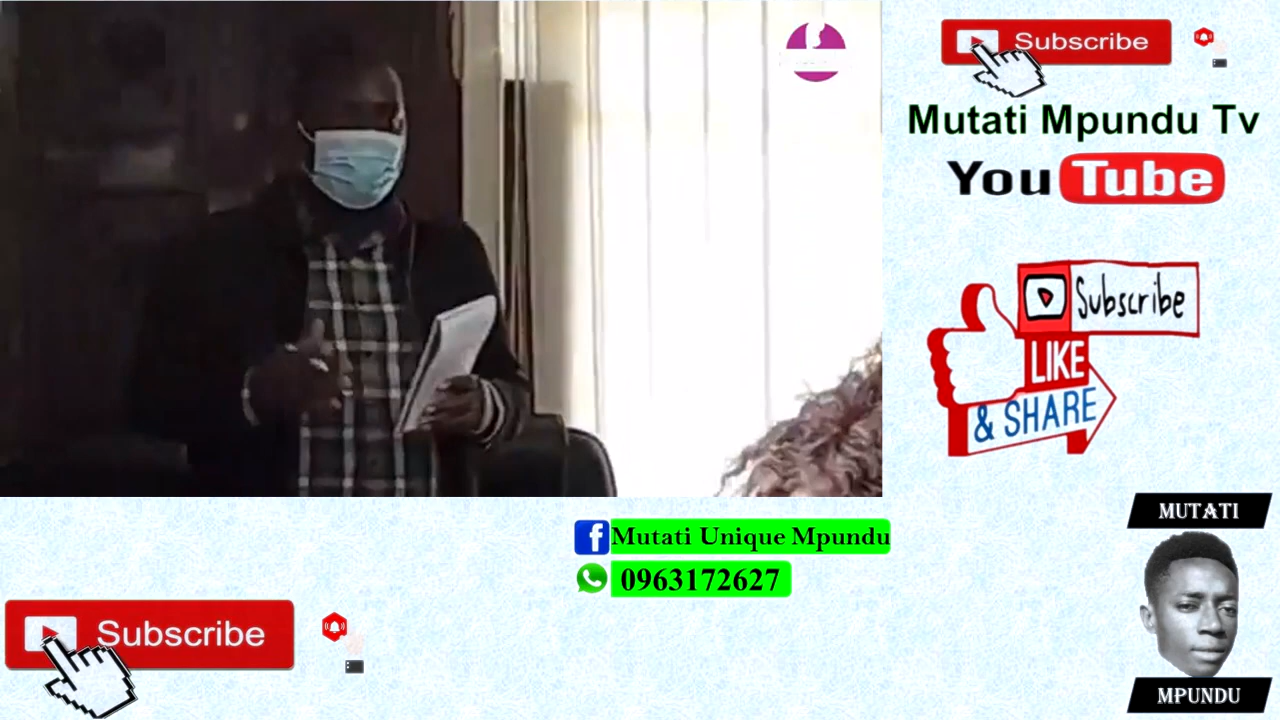 Subscribe
Mutati Mpundu Tv
YouTube
Subscribe
LIKE
& SHARE
MUTATI
MPUNDU
Mutati Unique Mpundu
0963172627
Subscribe